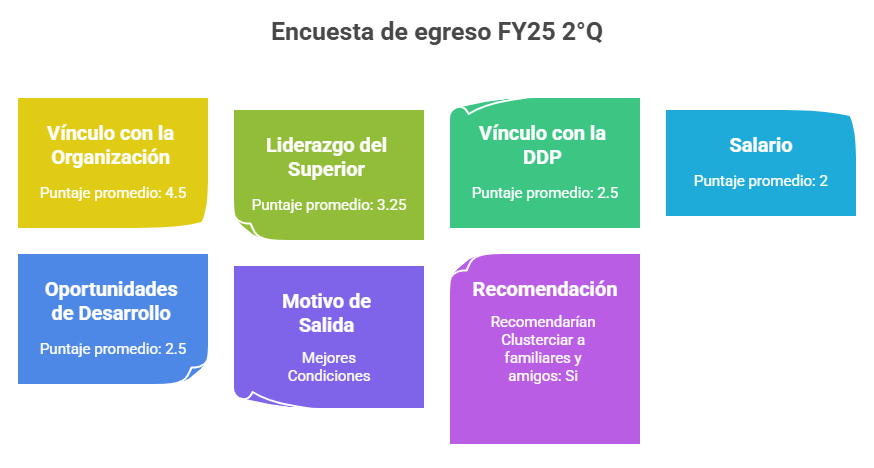 Encuesta de egreso FY25 2°Q
Vínculo con la
Organización
Puntaje promedio: 4.5
Liderazgo del
Superior
Puntaje promedio: 3.25
Vínculo con la
DDP
Puntaje promedio: 2.5
Salario
Puntaje promedio: 2
Oportunidades
de Desarrollo
Puntaje promedio: 2.5
Motivo de
Salida
Mejores
Condiciones
Recomendación
Recomendarían
Clusterciar a
familiares y
amigos: Si